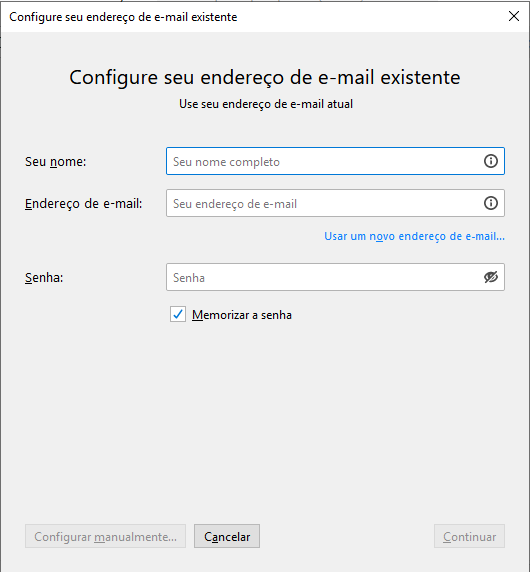 Configure seu endereço de e-mail existente
Configure seu endereço de e-mail existente
Use seu endereço de e-mail atual
Seu nome: Seu nome completo
Endereço de e-mail: Seu endereço de e-mail
Usar um novo endereço de e-mail...
Senha: Senha
Memorizar a senha
Configurar manualmente... Cancelar Continuar